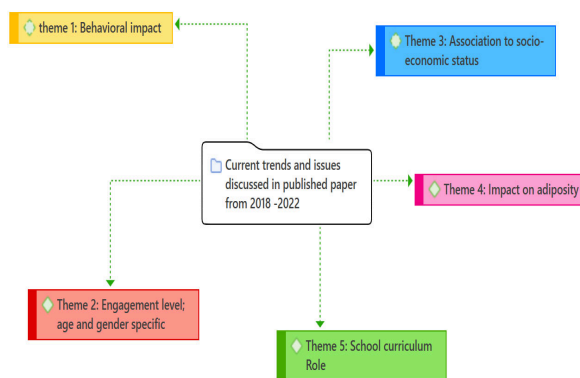 theme 1: Behavioral impact
Theme 3: Association to socio-
economic status
Current trends and issues
discussed in published paper
from 2018 -2022
Theme 4: Impact on adiposity
Theme 2: Engagement level;
age and gender specific
Theme 5: School curriculum
Role